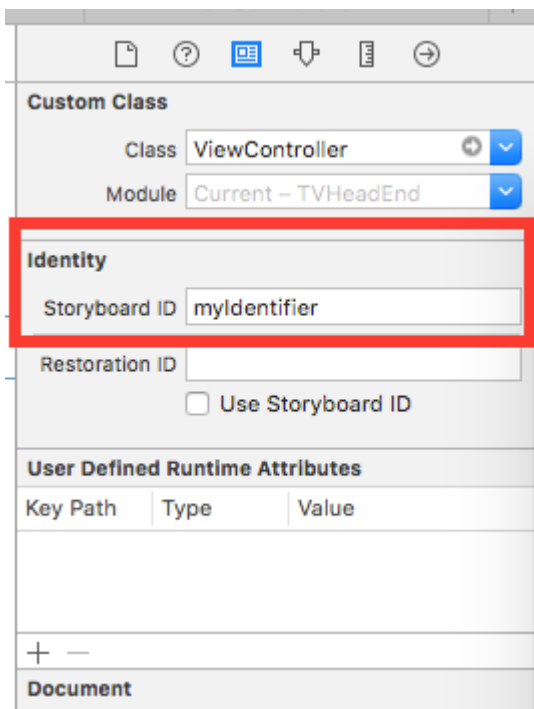 Custom Class
Class ViewController
Module Current – TVHeadEnd
Identity
Storyboard ID myIdentifier
Restoration ID
Use Storyboard ID
User Defined Runtime Attributes
Key Path Type Value
Document